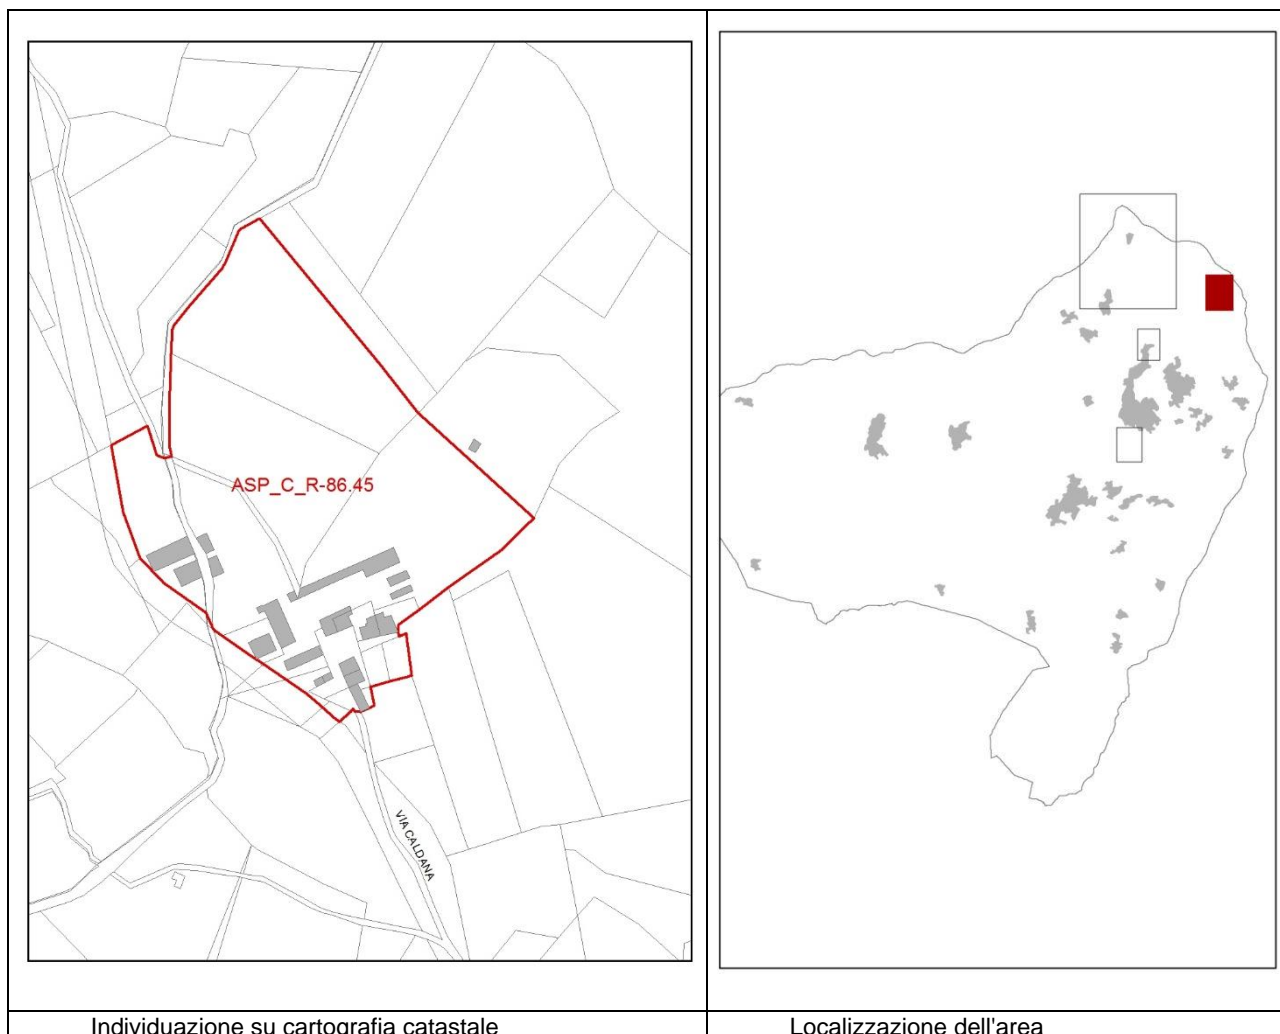 ASP_C_R-86.45
VIA CALDANA
Individuazione su cartografia catastale
Localizzazione dell'area